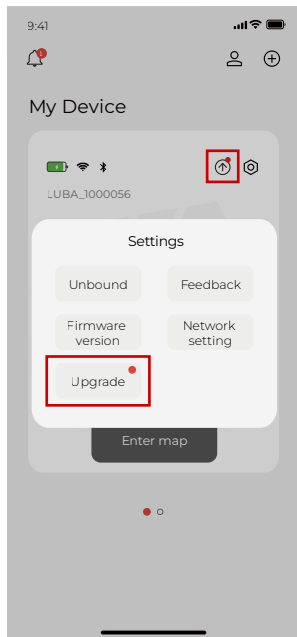 9:41
My Device
LUBA_1000056
Settings
Unbound
Feedback
Firmware
version
Network
setting
Upgrade
Enter map